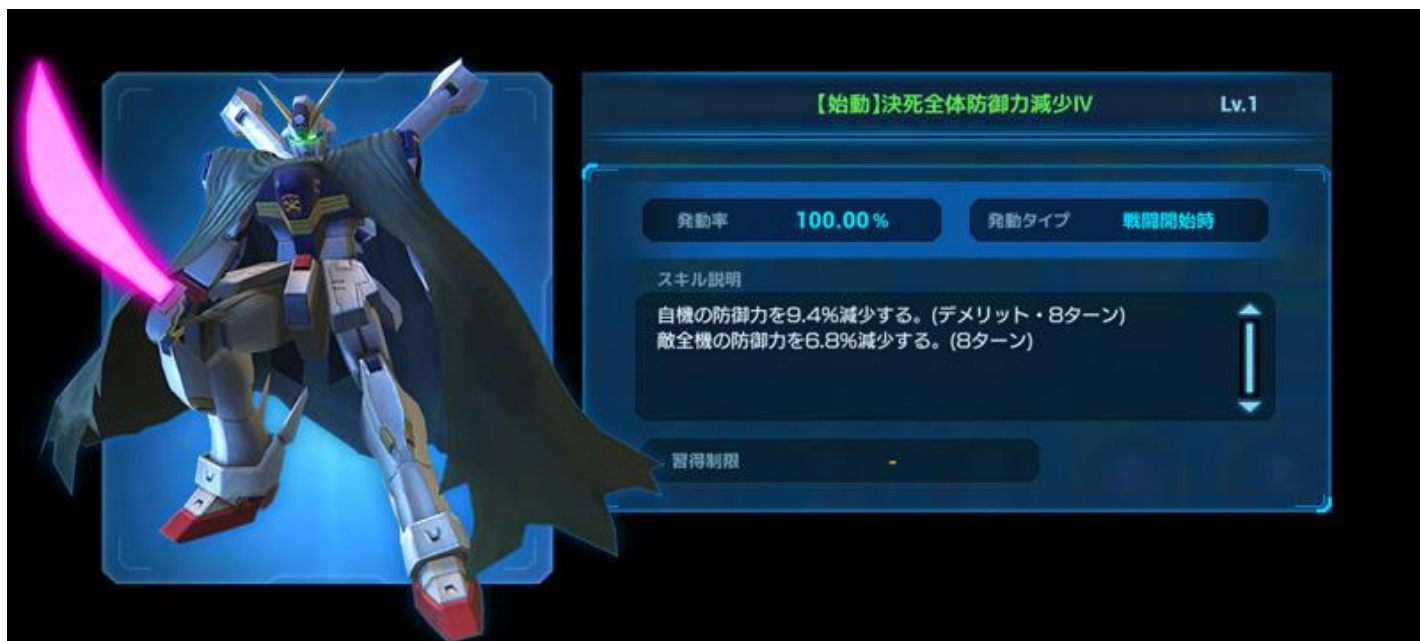 【始動】決死全体防御力減少Ⅳ Lv.1
発動率 100.00% 発動タイプ 戦闘開始時
スキル説明
自機の防御力を9.4%減少する。(デメリット・8ターン)
敵全機の防御力を6.8%減少する。(8ターン)
習得制限 -